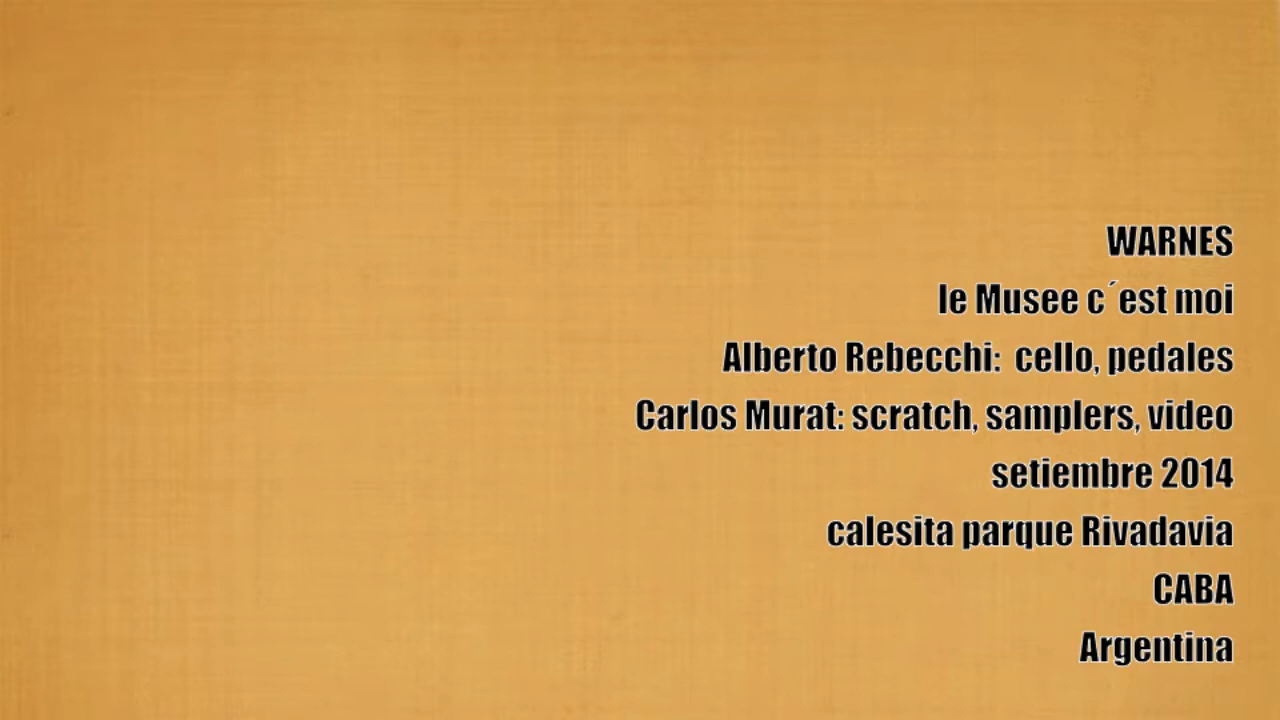 WARNES
le Musee c´est moi
Alberto Rebecchi:  cello, pedales
Carlos Murat: scratch, samplers, video
setiembre 2014
calesita parque Rivadavia
CABA
Argentina